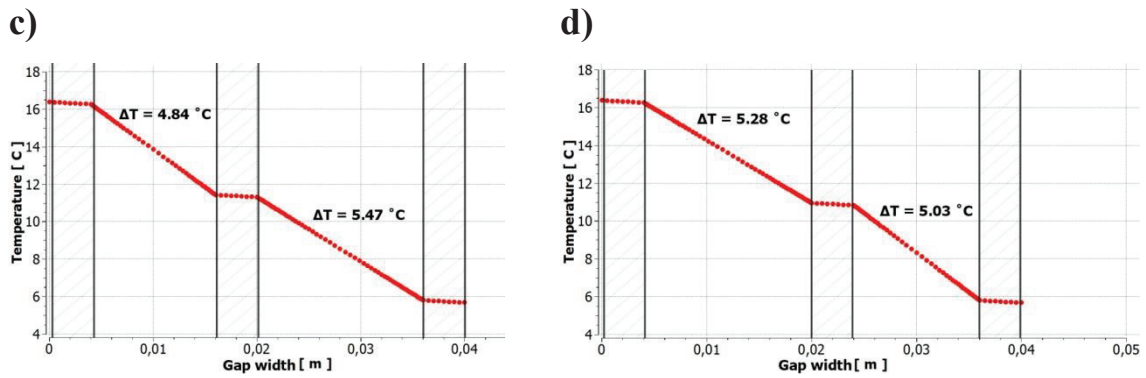 c)
18
16
14
12
10
8
6
4
Temperature [ C ]
ΔT = 4.84 ˚C
ΔT = 5.47 ˚C
0
0,01
0,02
0,03
0,04
Gap width [ m ]
d)
18
16
14
12
10
8
6
4
Temperature [ C ]
ΔT = 5.28 ˚C
ΔT = 5.03 ˚C
0
0,01
0,02
0,03
0,04
0,05
Gap width [ m ]